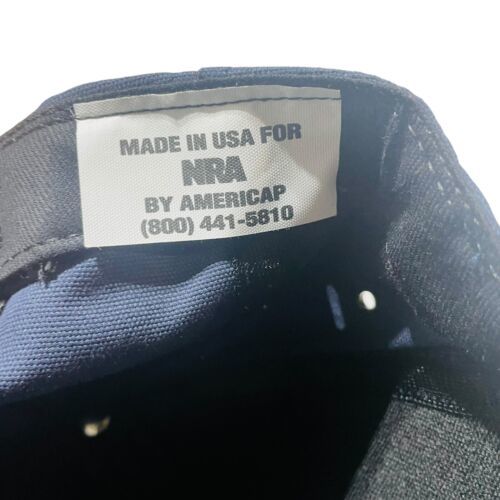 MADE IN USA FOR
NRA
BY AMERICAP
(800) 441-5810